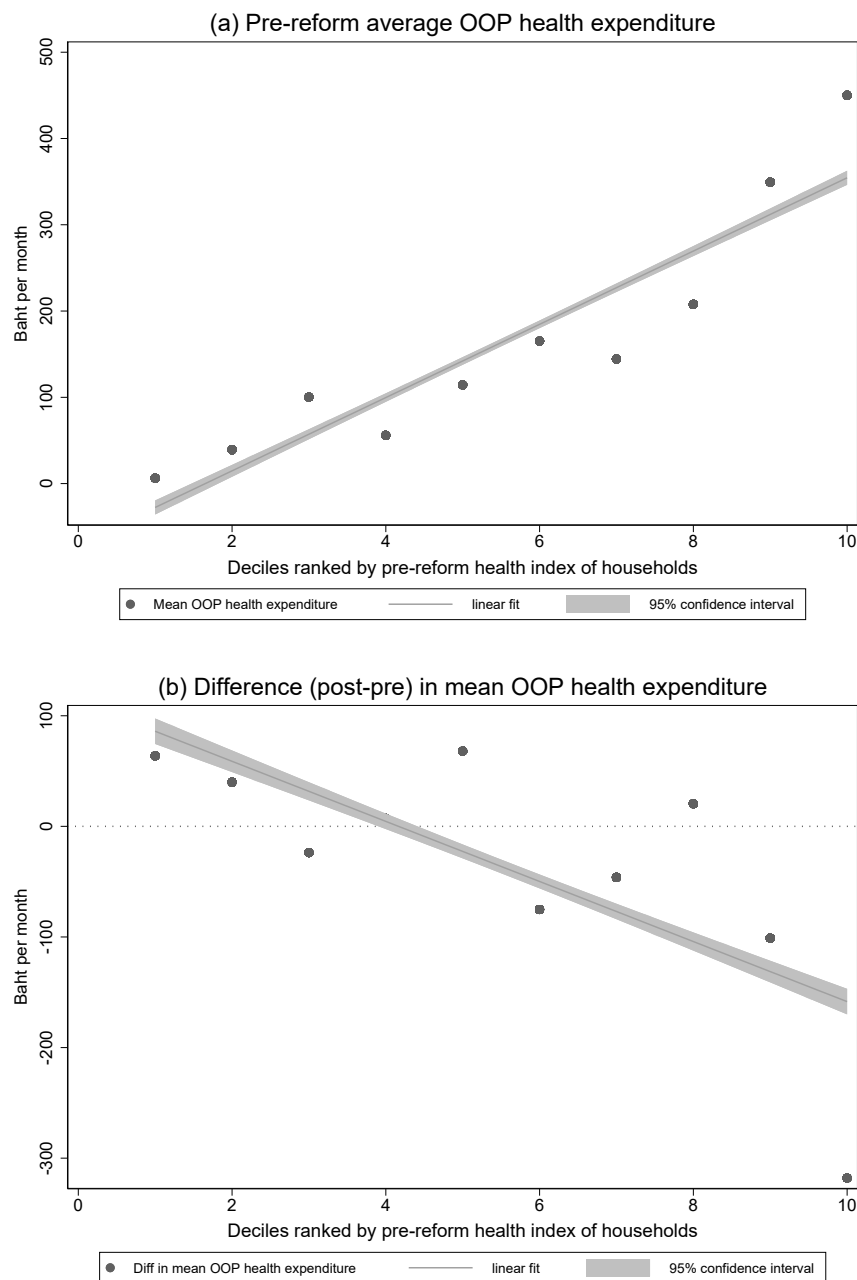 (a) Pre-reform average OOP health expenditure
500
400
300
200
100
0
Baht per month
0 2 4 6 8 10
Deciles ranked by pre-reform health index of households
Mean OOP health expenditure linear fit 95% confidence interval
(b) Difference (post-pre) in mean OOP health expenditure
100
0
-100
-200
-300
Baht per month
0 2 4 6 8 10
Deciles ranked by pre-reform health index of households
Diff in mean OOP health expenditure linear fit 95% confidence interval